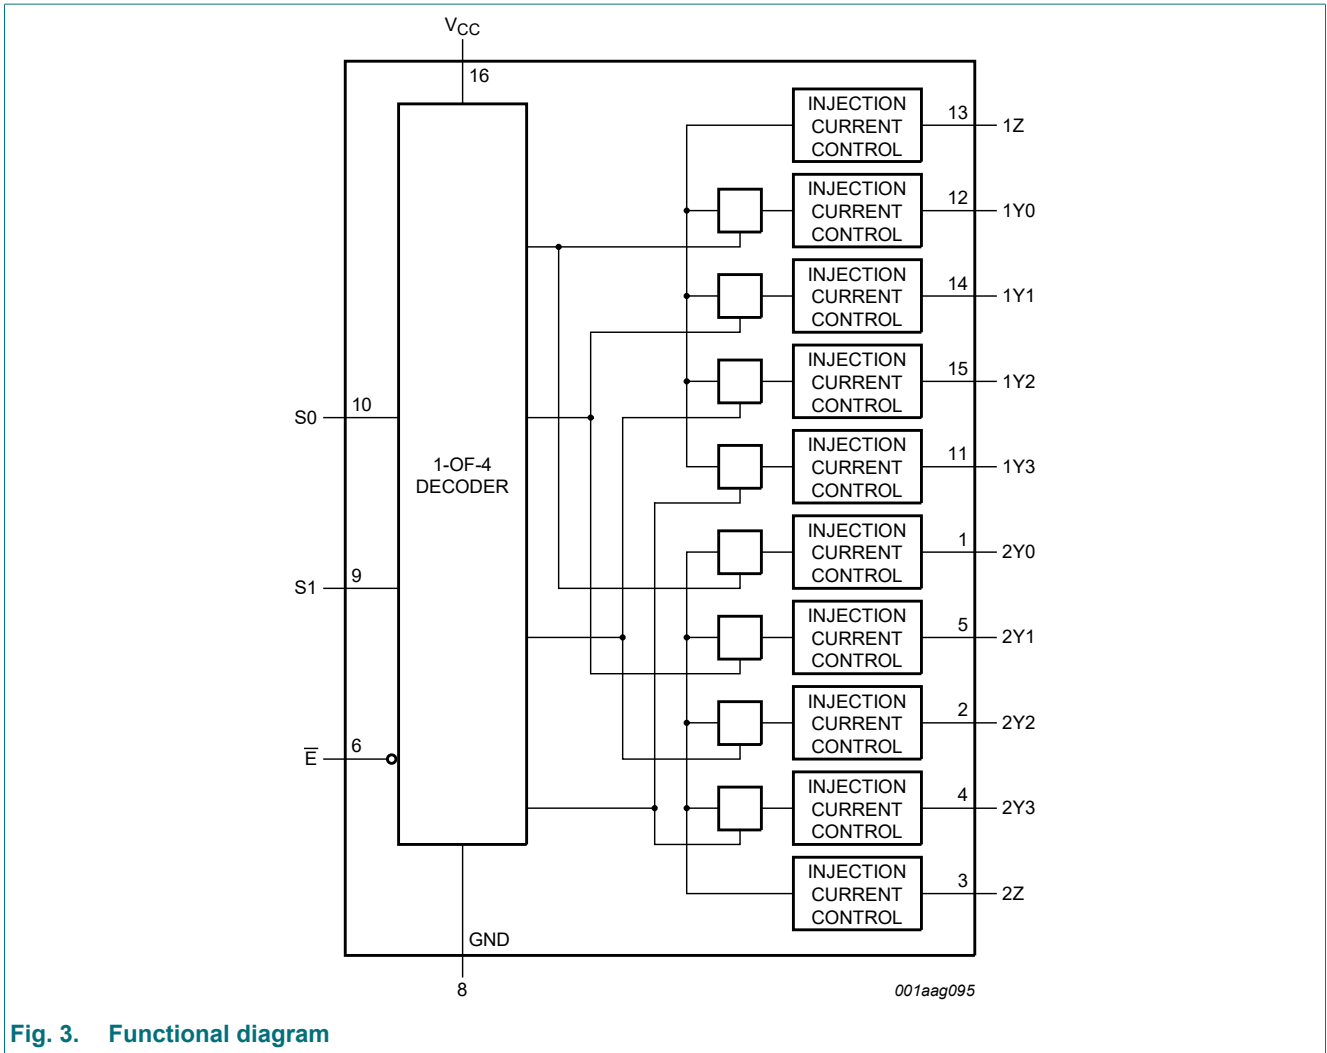 VCC
16
INJECTION
CURRENT
CONTROL
13
1Z
INJECTION
CURRENT
CONTROL
12
1Y0
INJECTION
CURRENT
CONTROL
14
1Y1
INJECTION
CURRENT
CONTROL
15
1Y2
S0
10
1-OF-4
DECODER
INJECTION
CURRENT
CONTROL
11
1Y3
INJECTION
CURRENT
CONTROL
1
2Y0
S1
9
INJECTION
CURRENT
CONTROL
5
2Y1
INJECTION
CURRENT
CONTROL
2
2Y2
E̅
6
INJECTION
CURRENT
CONTROL
4
2Y3
INJECTION
CURRENT
CONTROL
3
2Z
GND
8
001aag095
Fig. 3. Functional diagram